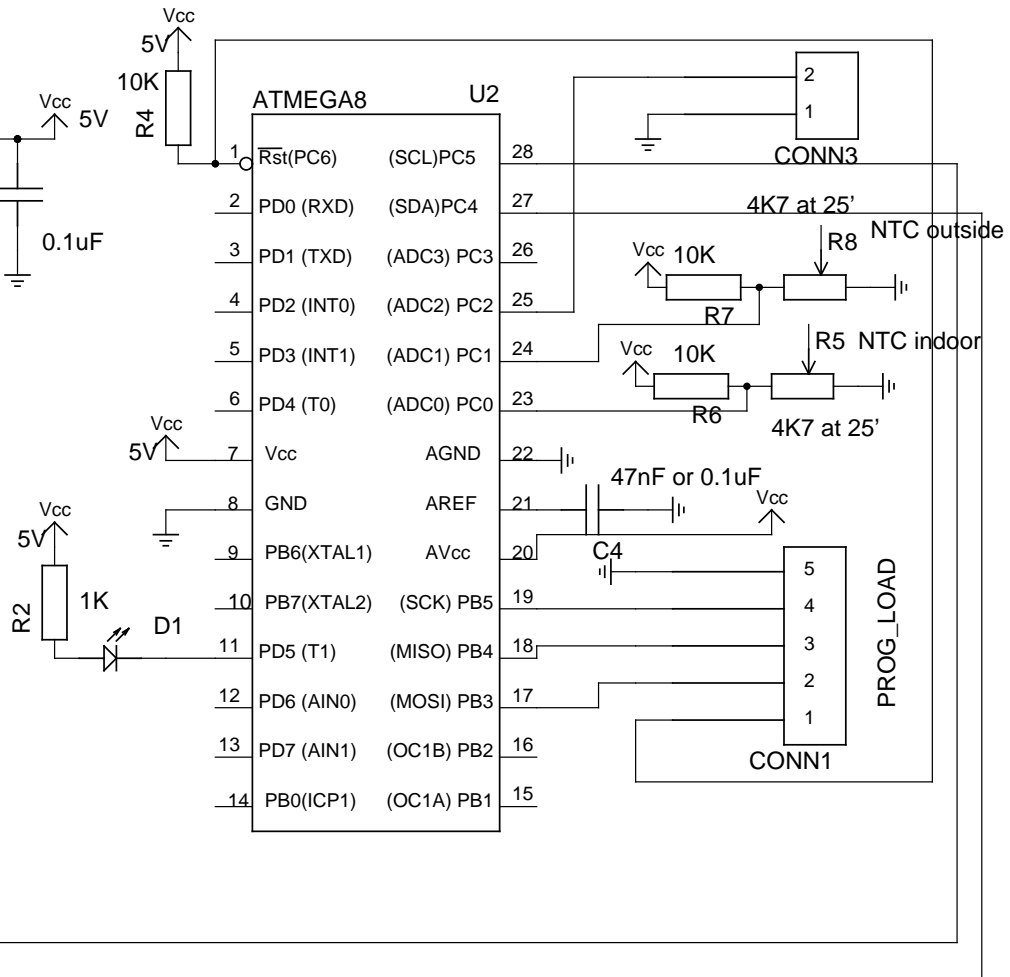 Vcc
5V
10K
R4
Vcc
5V
0.1uF
ATMEGA8
U2
1 Rst(PC6) (SCL)PC5 28
2 PD0 (RXD) (SDA)PC4 27
3 PD1 (TXD) (ADC3) PC3 26
4 PD2 (INT0) (ADC2) PC2 25
5 PD3 (INT1) (ADC1) PC1 24
6 PD4 (T0) (ADC0) PC0 23
7 Vcc AGND 22
8 GND AREF 21
9 PB6(XTAL1) AVcc 20
10 PB7(XTAL2) (SCK) PB5 19
11 PD5 (T1) (MISO) PB4 18
12 PD6 (AIN0) (MOSI) PB3 17
13 PD7 (AIN1) (OC1B) PB2 16
14 PB0(ICP1) (OC1A) PB1 15
Vcc
5V
Vcc
5V
R2
1K
D1
2
1
CONN3
4K7 at 25'
R8 NTC outside
Vcc 10K
R7
R5 NTC indoor
Vcc 10K
R6
4K7 at 25'
47nF or 0.1uF
C4
Vcc
5
4
3
2
1
PROG_LOAD
CONN1